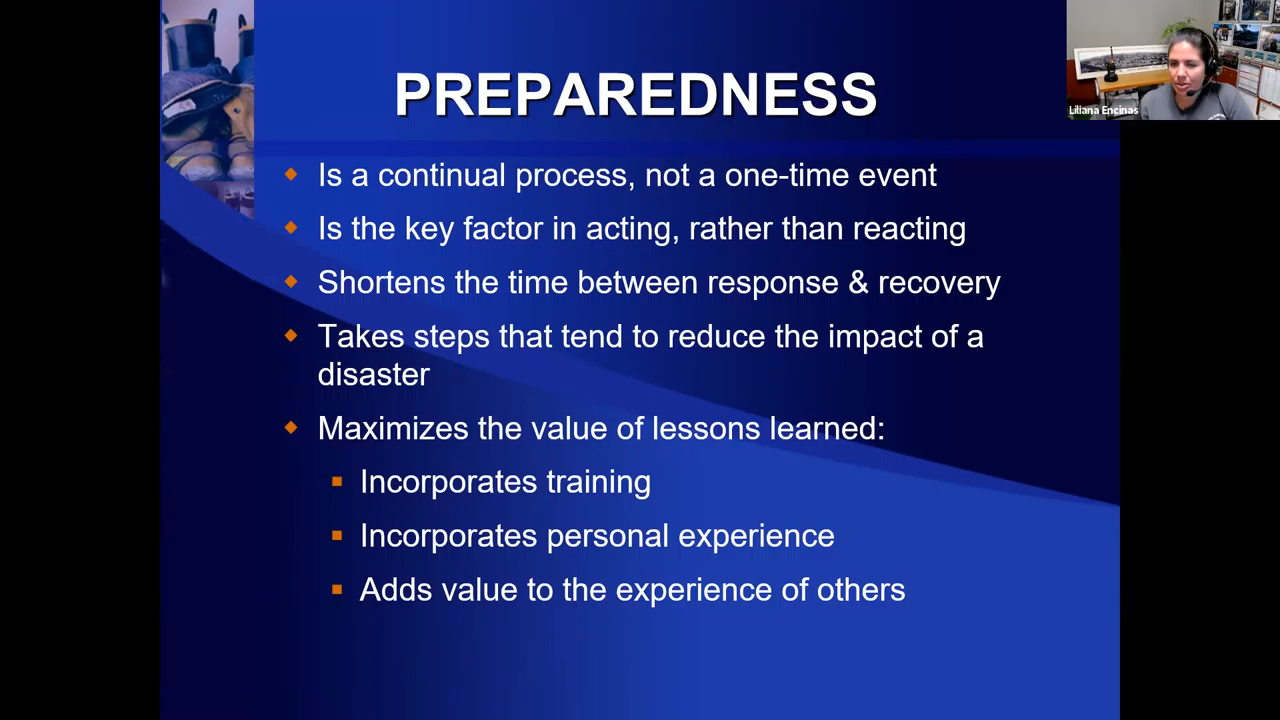 PREPAREDNESS
Liliana Encinas
Is a continual process, not a one-time event
Is the key factor in acting, rather than reacting
Shortens the time between response & recovery
Takes steps that tend to reduce the impact of a
disaster
Maximizes the value of lessons learned:
Incorporates training
Incorporates personal experience
Adds value to the experience of others